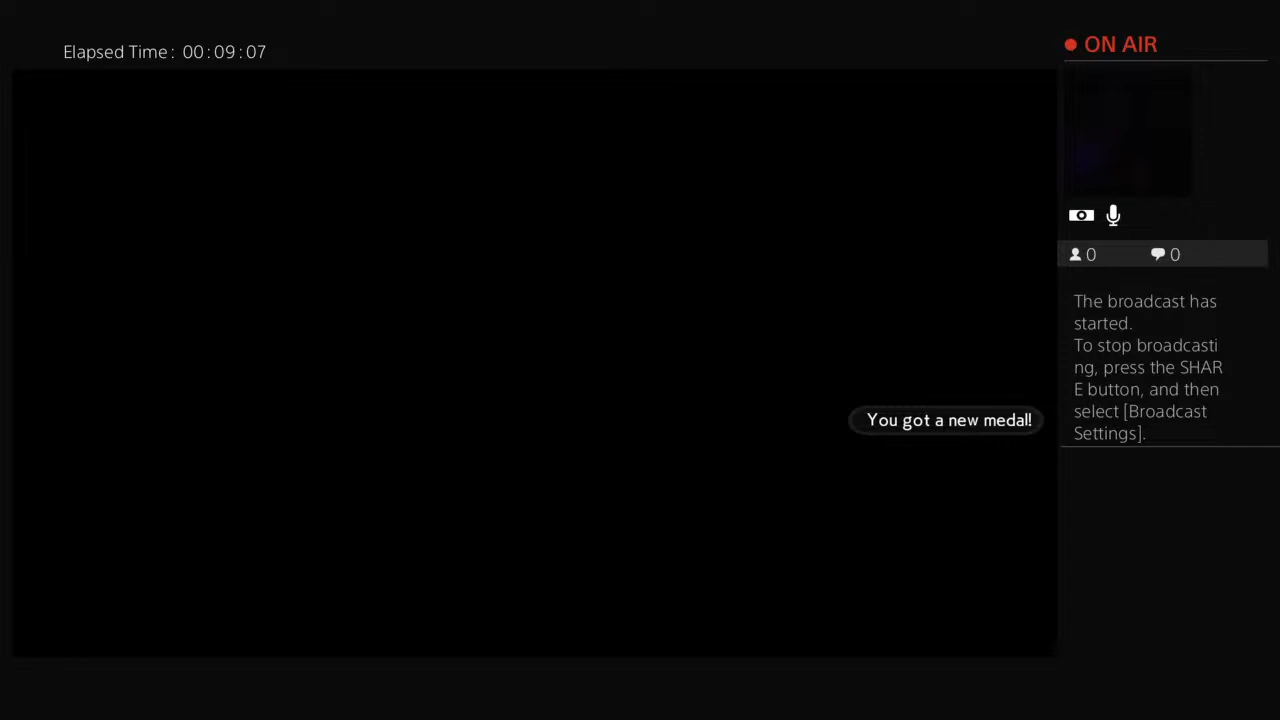 Elapsed Time: 00:09:07
ON AIR
0 0
The broadcast has
started.
To stop broadcasti
ng, press the SHAR
E button, and then
select [Broadcast
Settings].
You got a new medal!